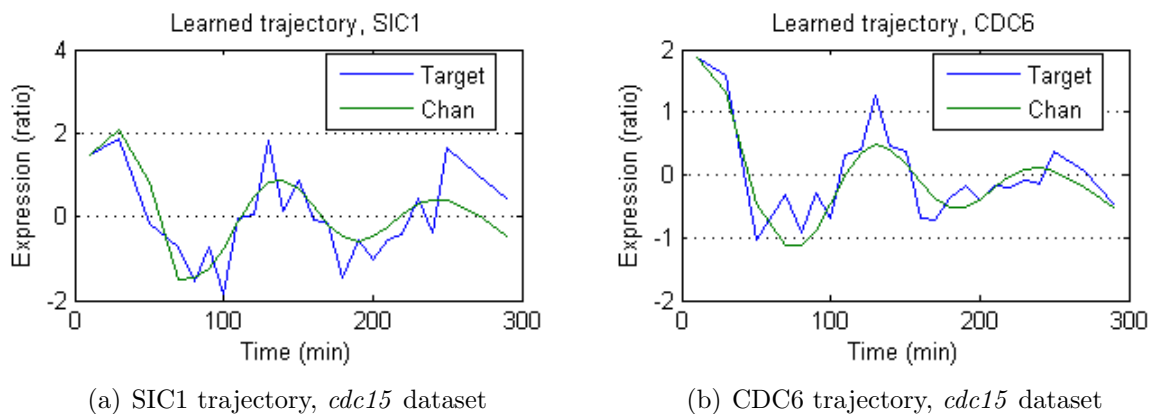 Learned trajectory, SIC1
4
2
0
-2
Expression (ratio)
Target
Chan
0
100
200
300
Time (min)
(a) SIC1 trajectory, cdc15 dataset
Learned trajectory, CDC6
2
1
0
-1
-2
Expression (ratio)
Target
Chan
0
100
200
300
Time (min)
(b) CDC6 trajectory, cdc15 dataset